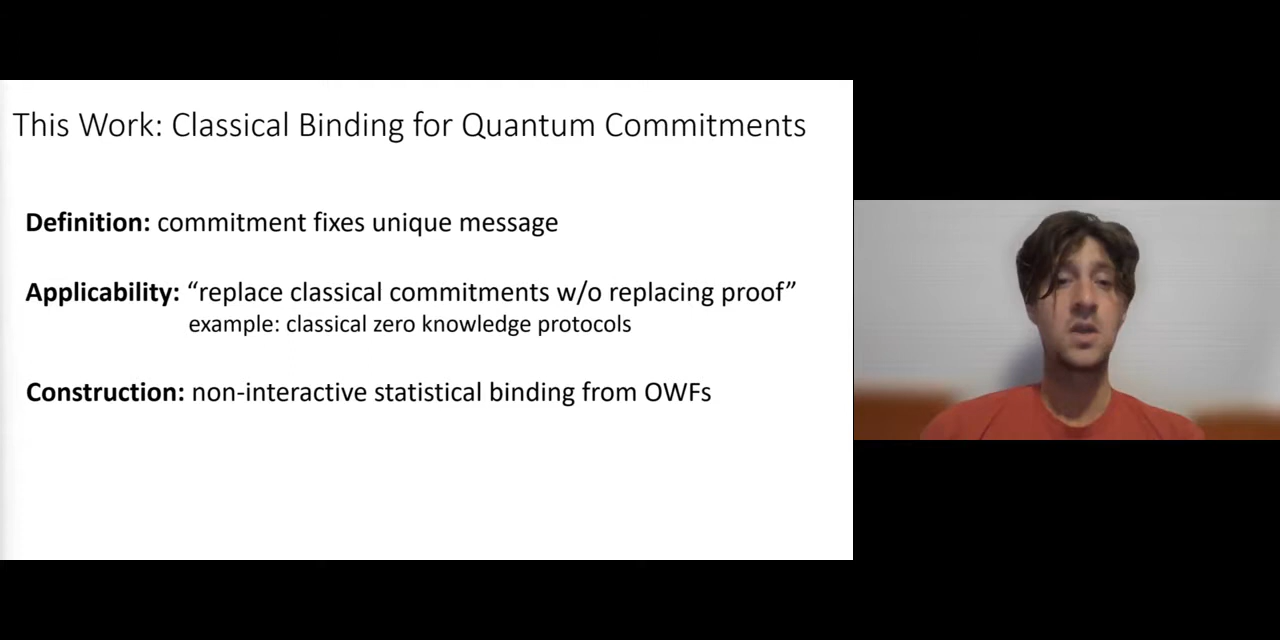 This Work: Classical Binding for Quantum Commitments
Definition: commitment fixes unique message
Applicability: “replace classical commitments w/o replacing proof”
example: classical zero knowledge protocols
Construction: non-interactive statistical binding from OWFs